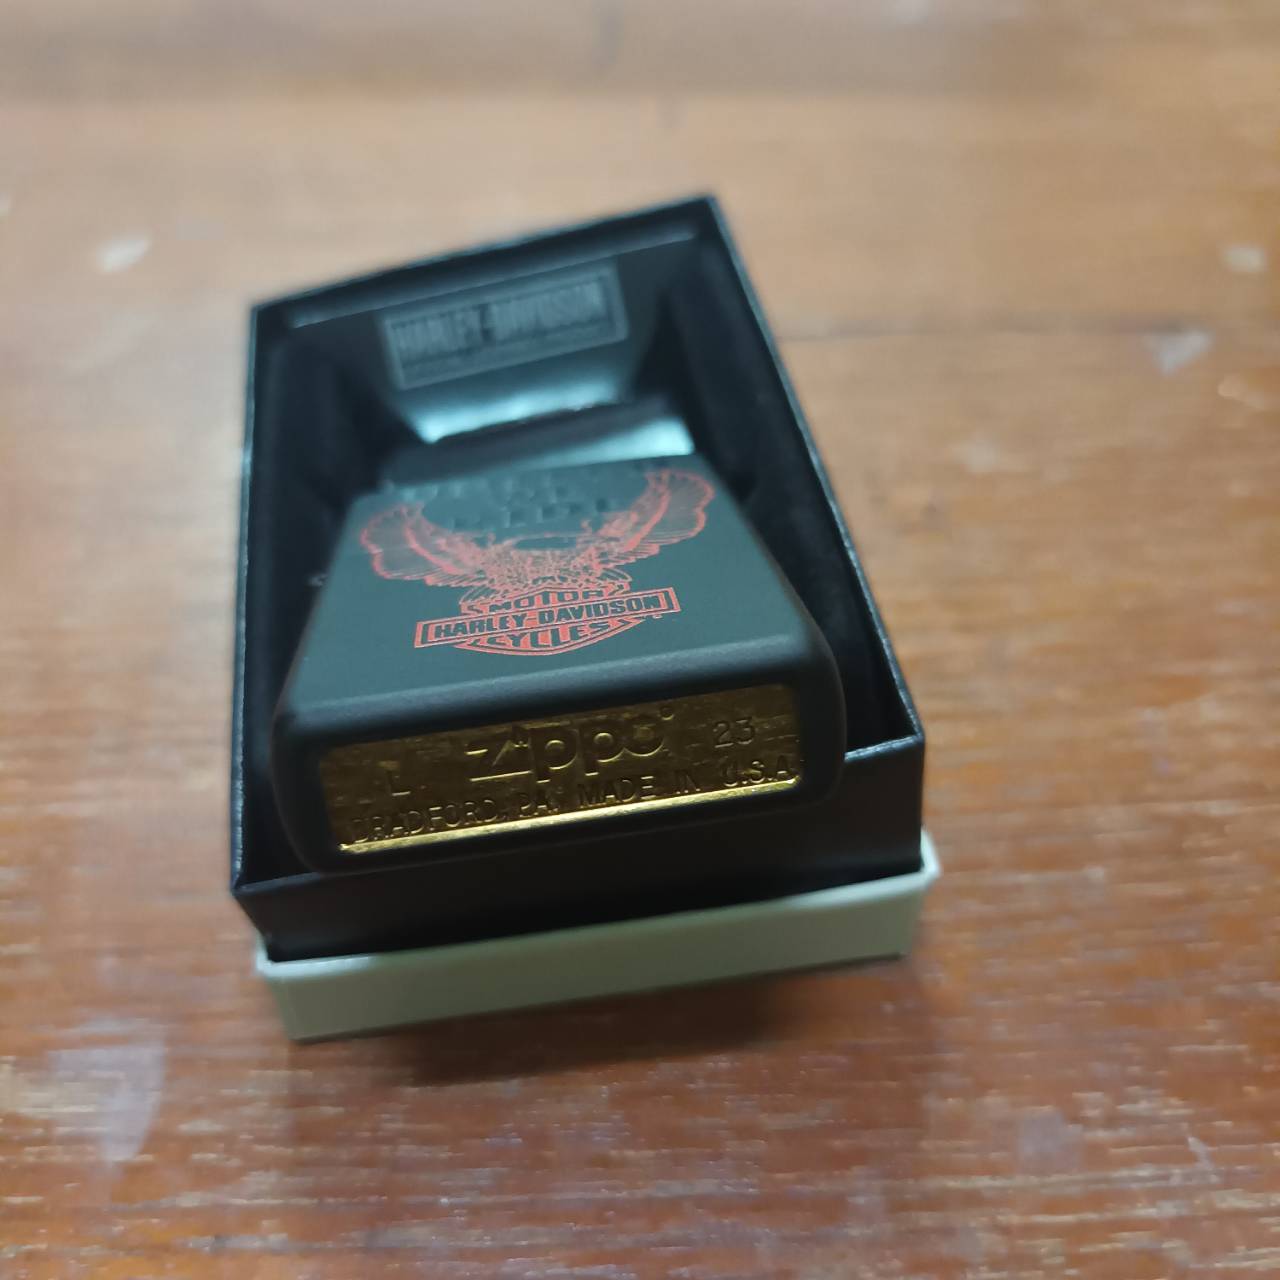 HARLEY-DAVIDSON
MOTOR
HARLEY-DAVIDSON
CYCLES
L Zippo 23
BRADFORD, PA. MADE IN U.S.A